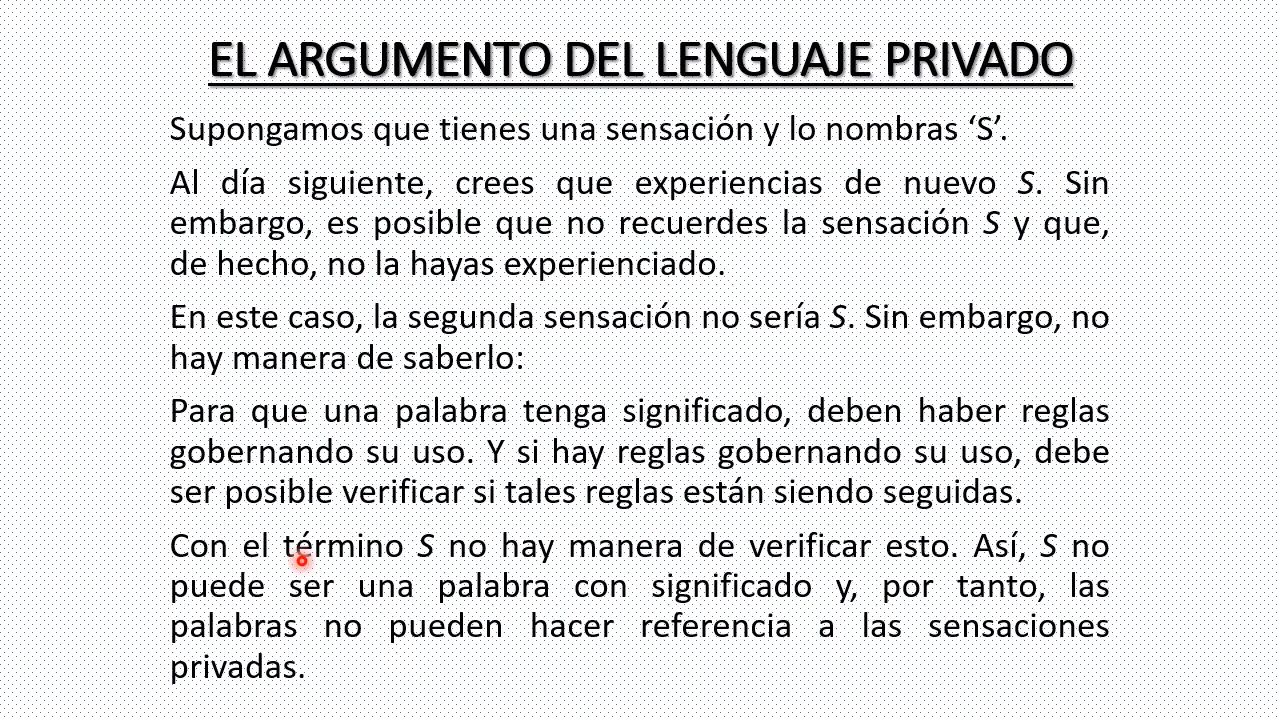 EL ARGUMENTO DEL LENGUAJE PRIVADO
Supongamos que tienes una sensación y lo nombras ‘S’.
Al día siguiente, crees que experiencias de nuevo S. Sin
embargo, es posible que no recuerdes la sensación S y que,
de hecho, no la hayas experienciado.
En este caso, la segunda sensación no sería S. Sin embargo, no
hay manera de saberlo:
Para que una palabra tenga significado, deben haber reglas
gobernando su uso. Y si hay reglas gobernando su uso, debe
ser posible verificar si tales reglas están siendo seguidas.
Con el término S no hay manera de verificar esto. Así, S no
puede ser una palabra con significado y, por tanto, las
palabras no pueden hacer referencia a las sensaciones
privadas.